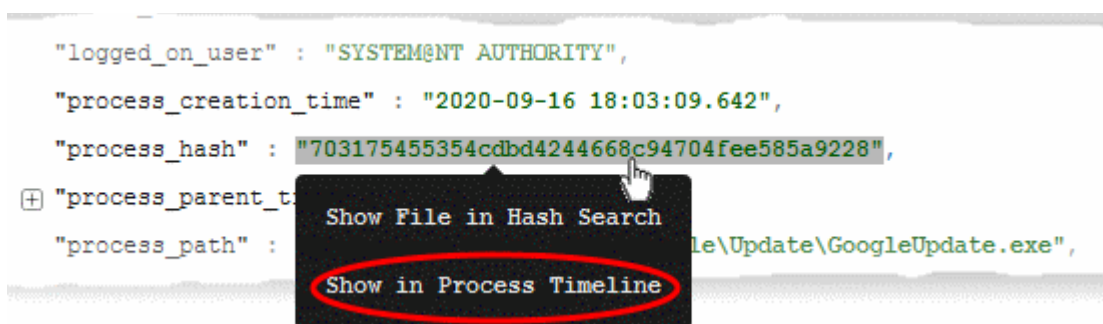 "logged_on_user" : "SYSTEM@NT AUTHORITY",
"process_creation_time" : "2020-09-16 18:03:09.642",
"process_hash" : "703175455354cdbd4244668c94704fee585a9228",
"process_parent_t
Show File in Hash Search
"process_path" : le\Update\GoogleUpdate.exe",
Show in Process Timeline